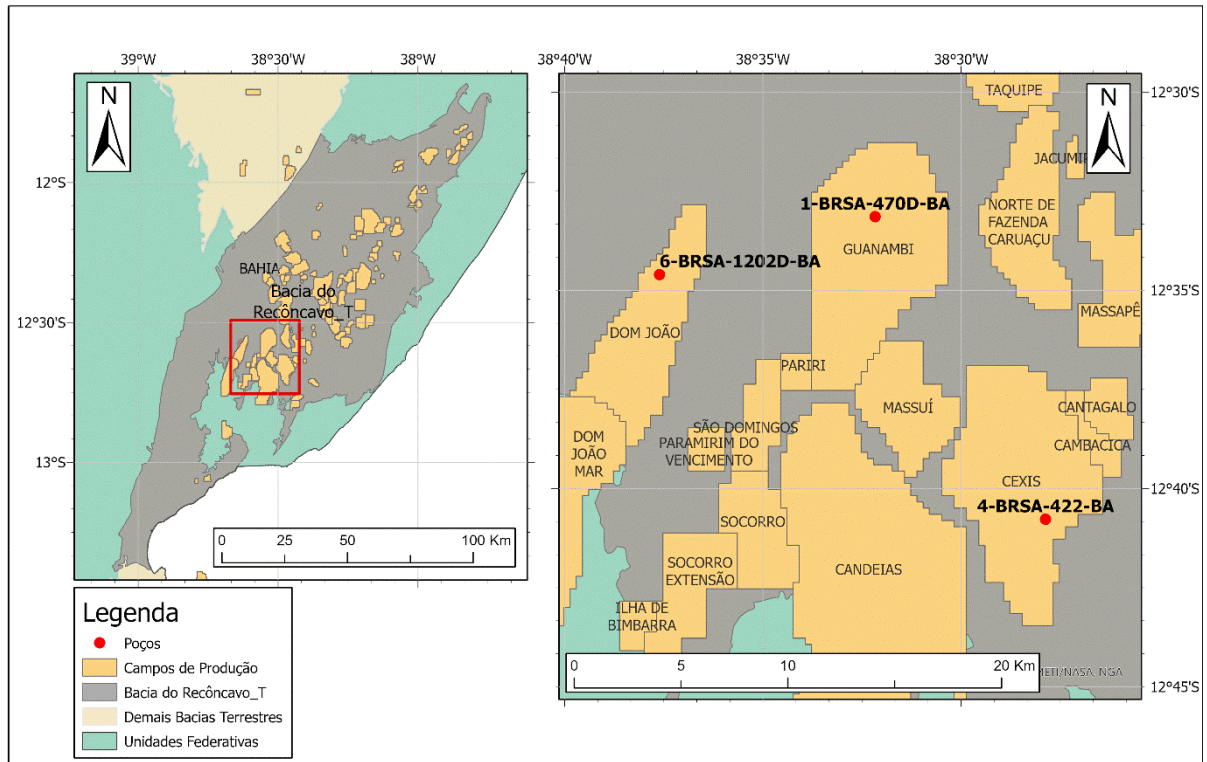 39°W
38°30'W
38°W
N
12°S
BAHIA
Bacia do
Recôncavo_T
12°30'S
13°S
0
25
50
100 Km
Legenda
Poços
Campos de Produção
Bacia do Recôncavo_T
Demais Bacias Terrestres
Unidades Federativas
38°40'W
38°35'W
38°30'W
N
TAQUIPE
12°30'S
JACUMIR
1-BRSA-470D-BA
NORTE DE
FAZENDA
CARUAÇU
GUANAMBI
6-BRSA-1202D-BA
12°35'S
MASSAPÊ
DOM JOÃO
PARIRI
MASSUÍ
CANTAGALO
SÃO DOMINGOS
DOM
JOÃO
MAR
PARAMIRIM DO
VENCIMENTO
CAMBACICA
CEXIS
12°40'S
4-BRSA-422-BA
SOCORRO
SOCORRO
EXTENSÃO
CANDEIAS
ILHA DE
BIMBARRA
0
5
10
20 Km
METI/NASA, NGA
12°45'S